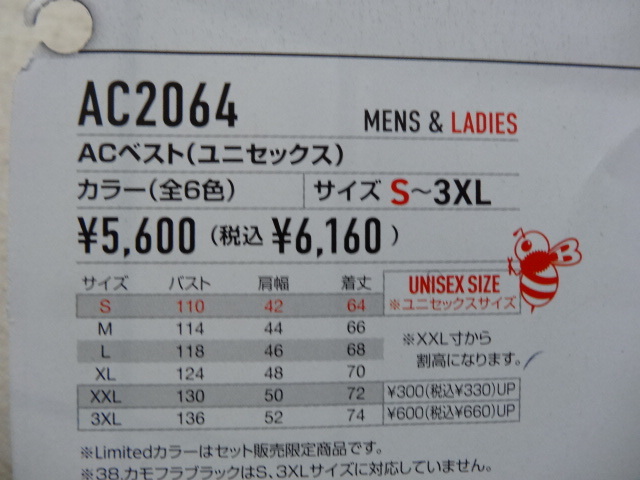 AC2064
MENS & LADIES
ACベスト(ユニセックス)
カラー(全6色)
サイズ S〜3XL
¥5,600(税込 ¥6,160)
サイズ バスト 肩幅 着丈
S 110 42 64
M 114 44 66
L 118 46 68
XL 124 48 70
XXL 130 50 72 ¥300(税込¥330)UP
3XL 136 52 74 ¥600(税込¥660)UP
UNISEX SIZE
※ユニセックスサイズ
B
※XXL寸から
割高になります。
※Limitedカラーはセット販売限定商品です。
※38.カモフラブラックはS、3XLサイズに対応していません。